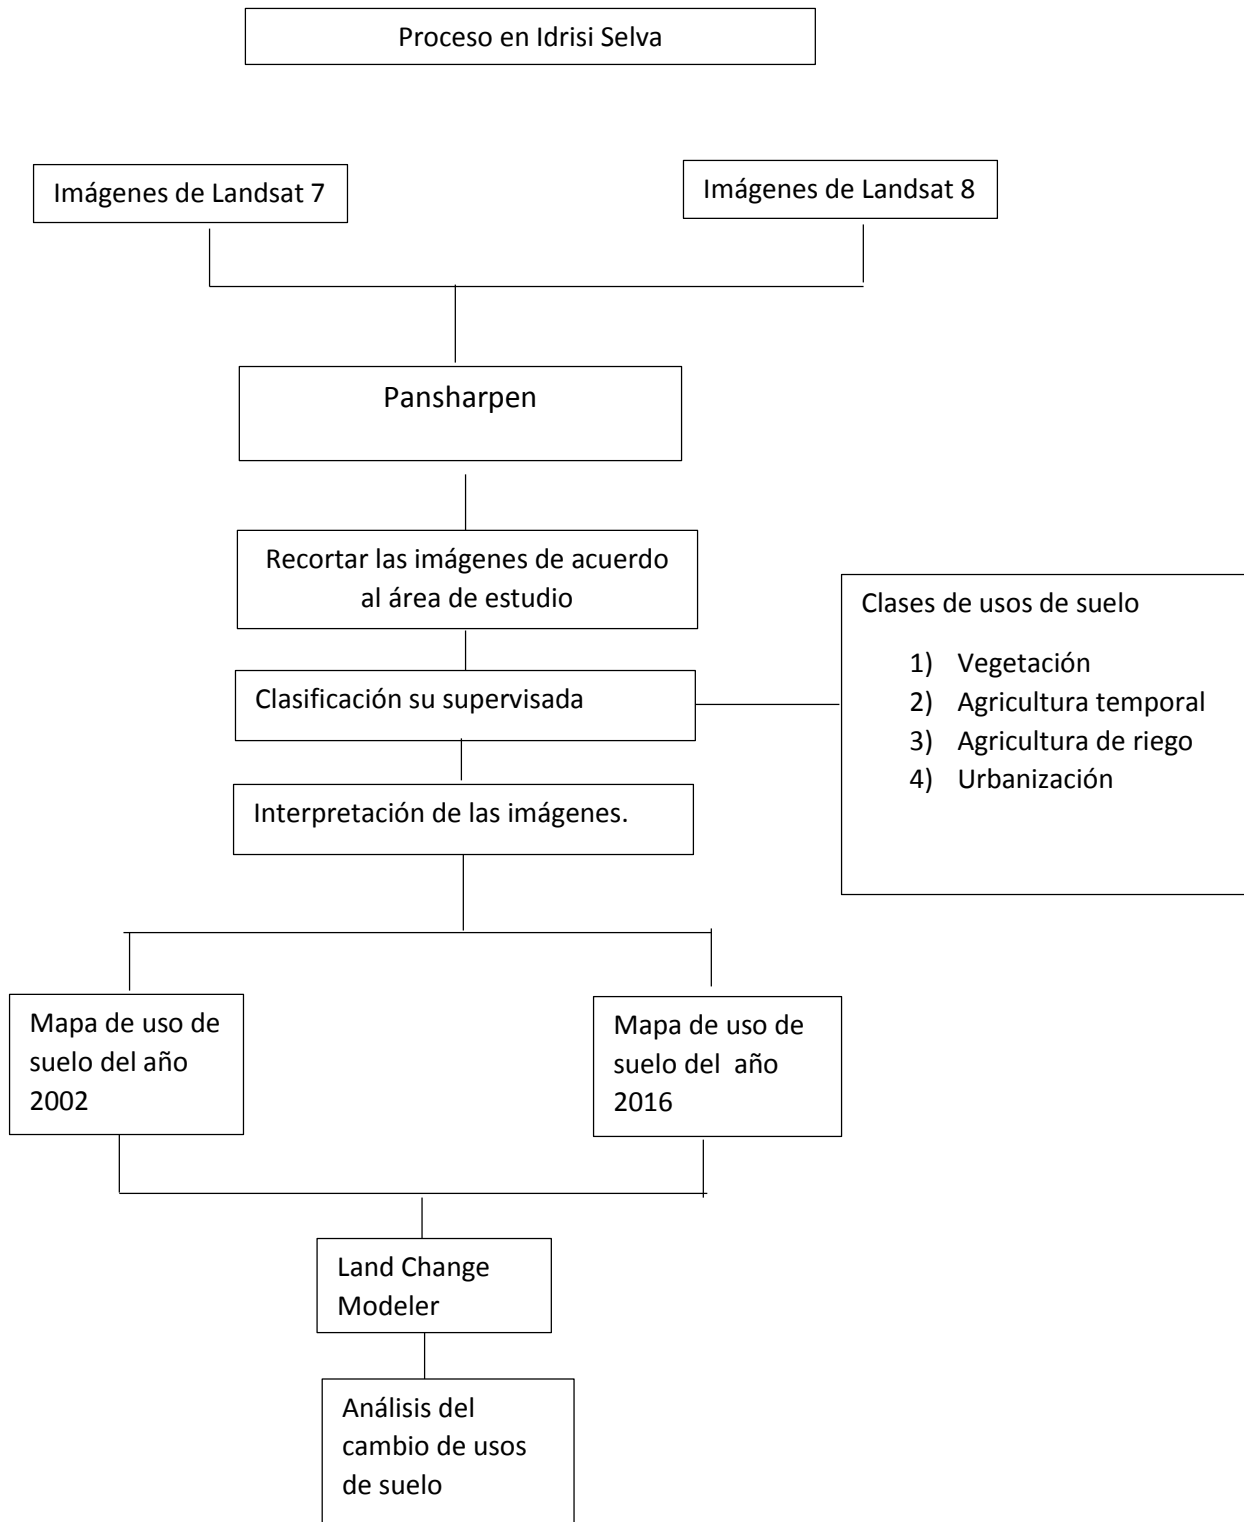 Proceso en Idrisi Selva
Imágenes de Landsat 7
Imágenes de Landsat 8
Pansharpen
Recortar las imágenes de acuerdo
al área de estudio
Clasificación su supervisada
Clases de usos de suelo
1) Vegetación
2) Agricultura temporal
3) Agricultura de riego
4) Urbanización
Interpretación de las imágenes.
Mapa de uso de
suelo del año
2002
Mapa de uso de
suelo del año
2016
Land Change
Modeler
Análisis del
cambio de usos
de suelo